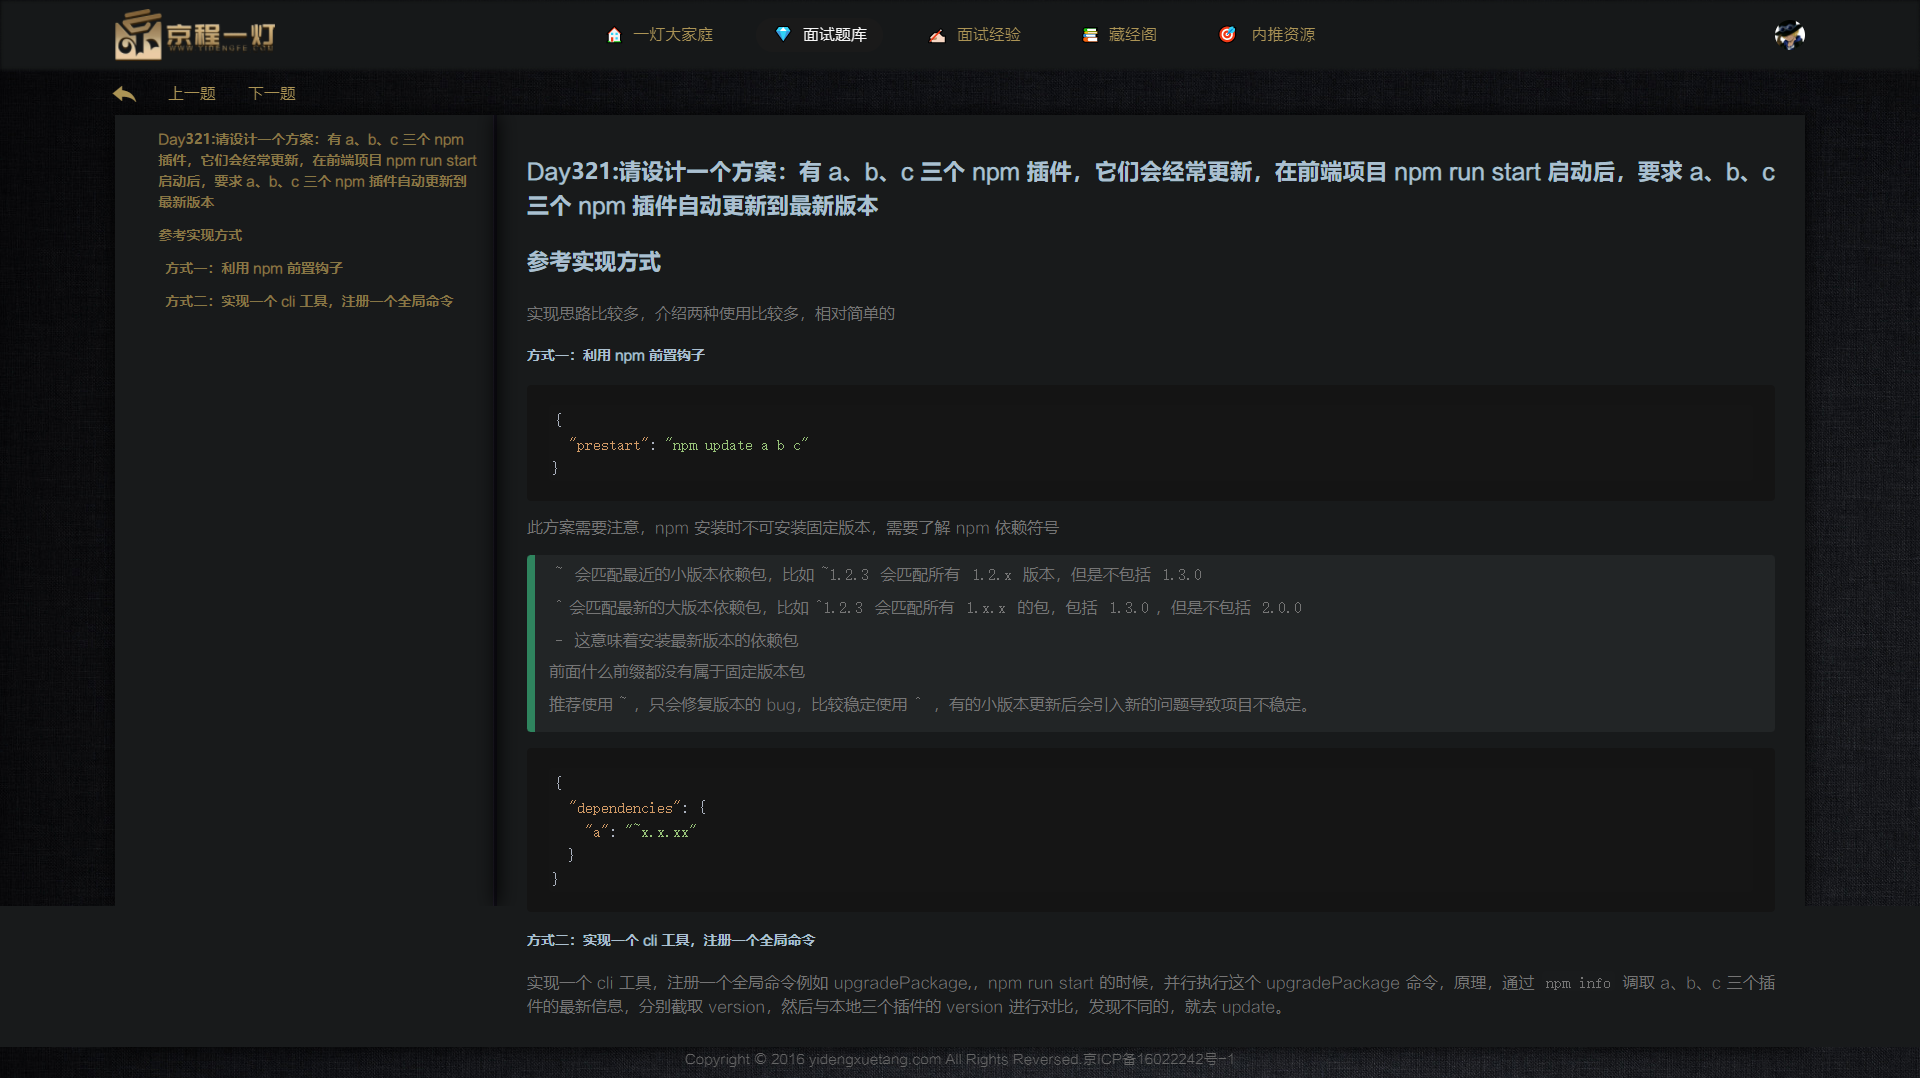 京程一灯
WWW.YIDENGFE.COM
一灯大家庭
面试题库
面试经验
藏经阁
内推资源
上一题
下一题
Day321:请设计一个方案：有 a、b、c 三个 npm
插件，它们会经常更新，在前端项目 npm run start
启动后，要求 a、b、c 三个 npm 插件自动更新到
最新版本
参考实现方式
方式一：利用 npm 前置钩子
方式二：实现一个 cli 工具，注册一个全局命令
Day321:请设计一个方案：有 a、b、c 三个 npm 插件，它们会经常更新，在前端项目 npm run start 启动后，要求 a、b、c
三个 npm 插件自动更新到最新版本
参考实现方式
实现思路比较多，介绍两种使用比较多，相对简单的
方式一：利用 npm 前置钩子
{
"prestart": "npm update a b c"
}
此方案需要注意，npm 安装时不可安装固定版本，需要了解 npm 依赖符号
~ 会匹配最近的小版本依赖包，比如 ~1.2.3 会匹配所有 1.2.x 版本，但是不包括 1.3.0
^ 会匹配最新的大版本依赖包，比如 ^1.2.3 会匹配所有 1.x.x 的包，包括 1.3.0 ，但是不包括 2.0.0
- 这意味着安装最新版本的依赖包
前面什么前缀都没有属于固定版本包
推荐使用 ~ ，只会修复版本的 bug，比较稳定使用 ^ ，有的小版本更新后会引入新的问题导致项目不稳定。
{
"dependencies": {
"a": "~x.x.xx"
}
}
方式二：实现一个 cli 工具，注册一个全局命令
实现一个 cli 工具，注册一个全局命令例如 upgradePackage,，npm run start 的时候，并行执行这个 upgradePackage 命令，原理，通过 npm info 调取 a、b、c 三个插
件的最新信息，分别截取 version，然后与本地三个插件的 version 进行对比，发现不同的，就去 update。
Copyright © 2016 yidengxuetang.com All Rights Reversed.京ICP备16022242号-1